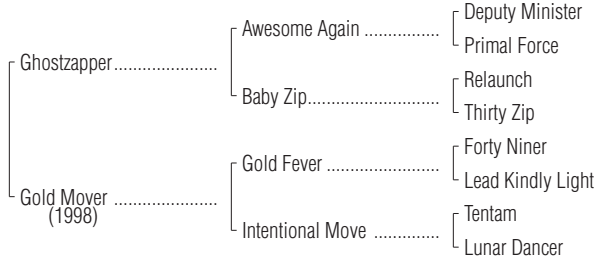 Deputy Minister
Awesome Again ................
Primal Force
Ghostzapper......................
Relaunch
Baby Zip............................
Thirty Zip
Forty Niner
Gold Fever ........................
Lead Kindly Light
Gold Mover ......................
(1998)
Tentam
Intentional Move ..............
Lunar Dancer